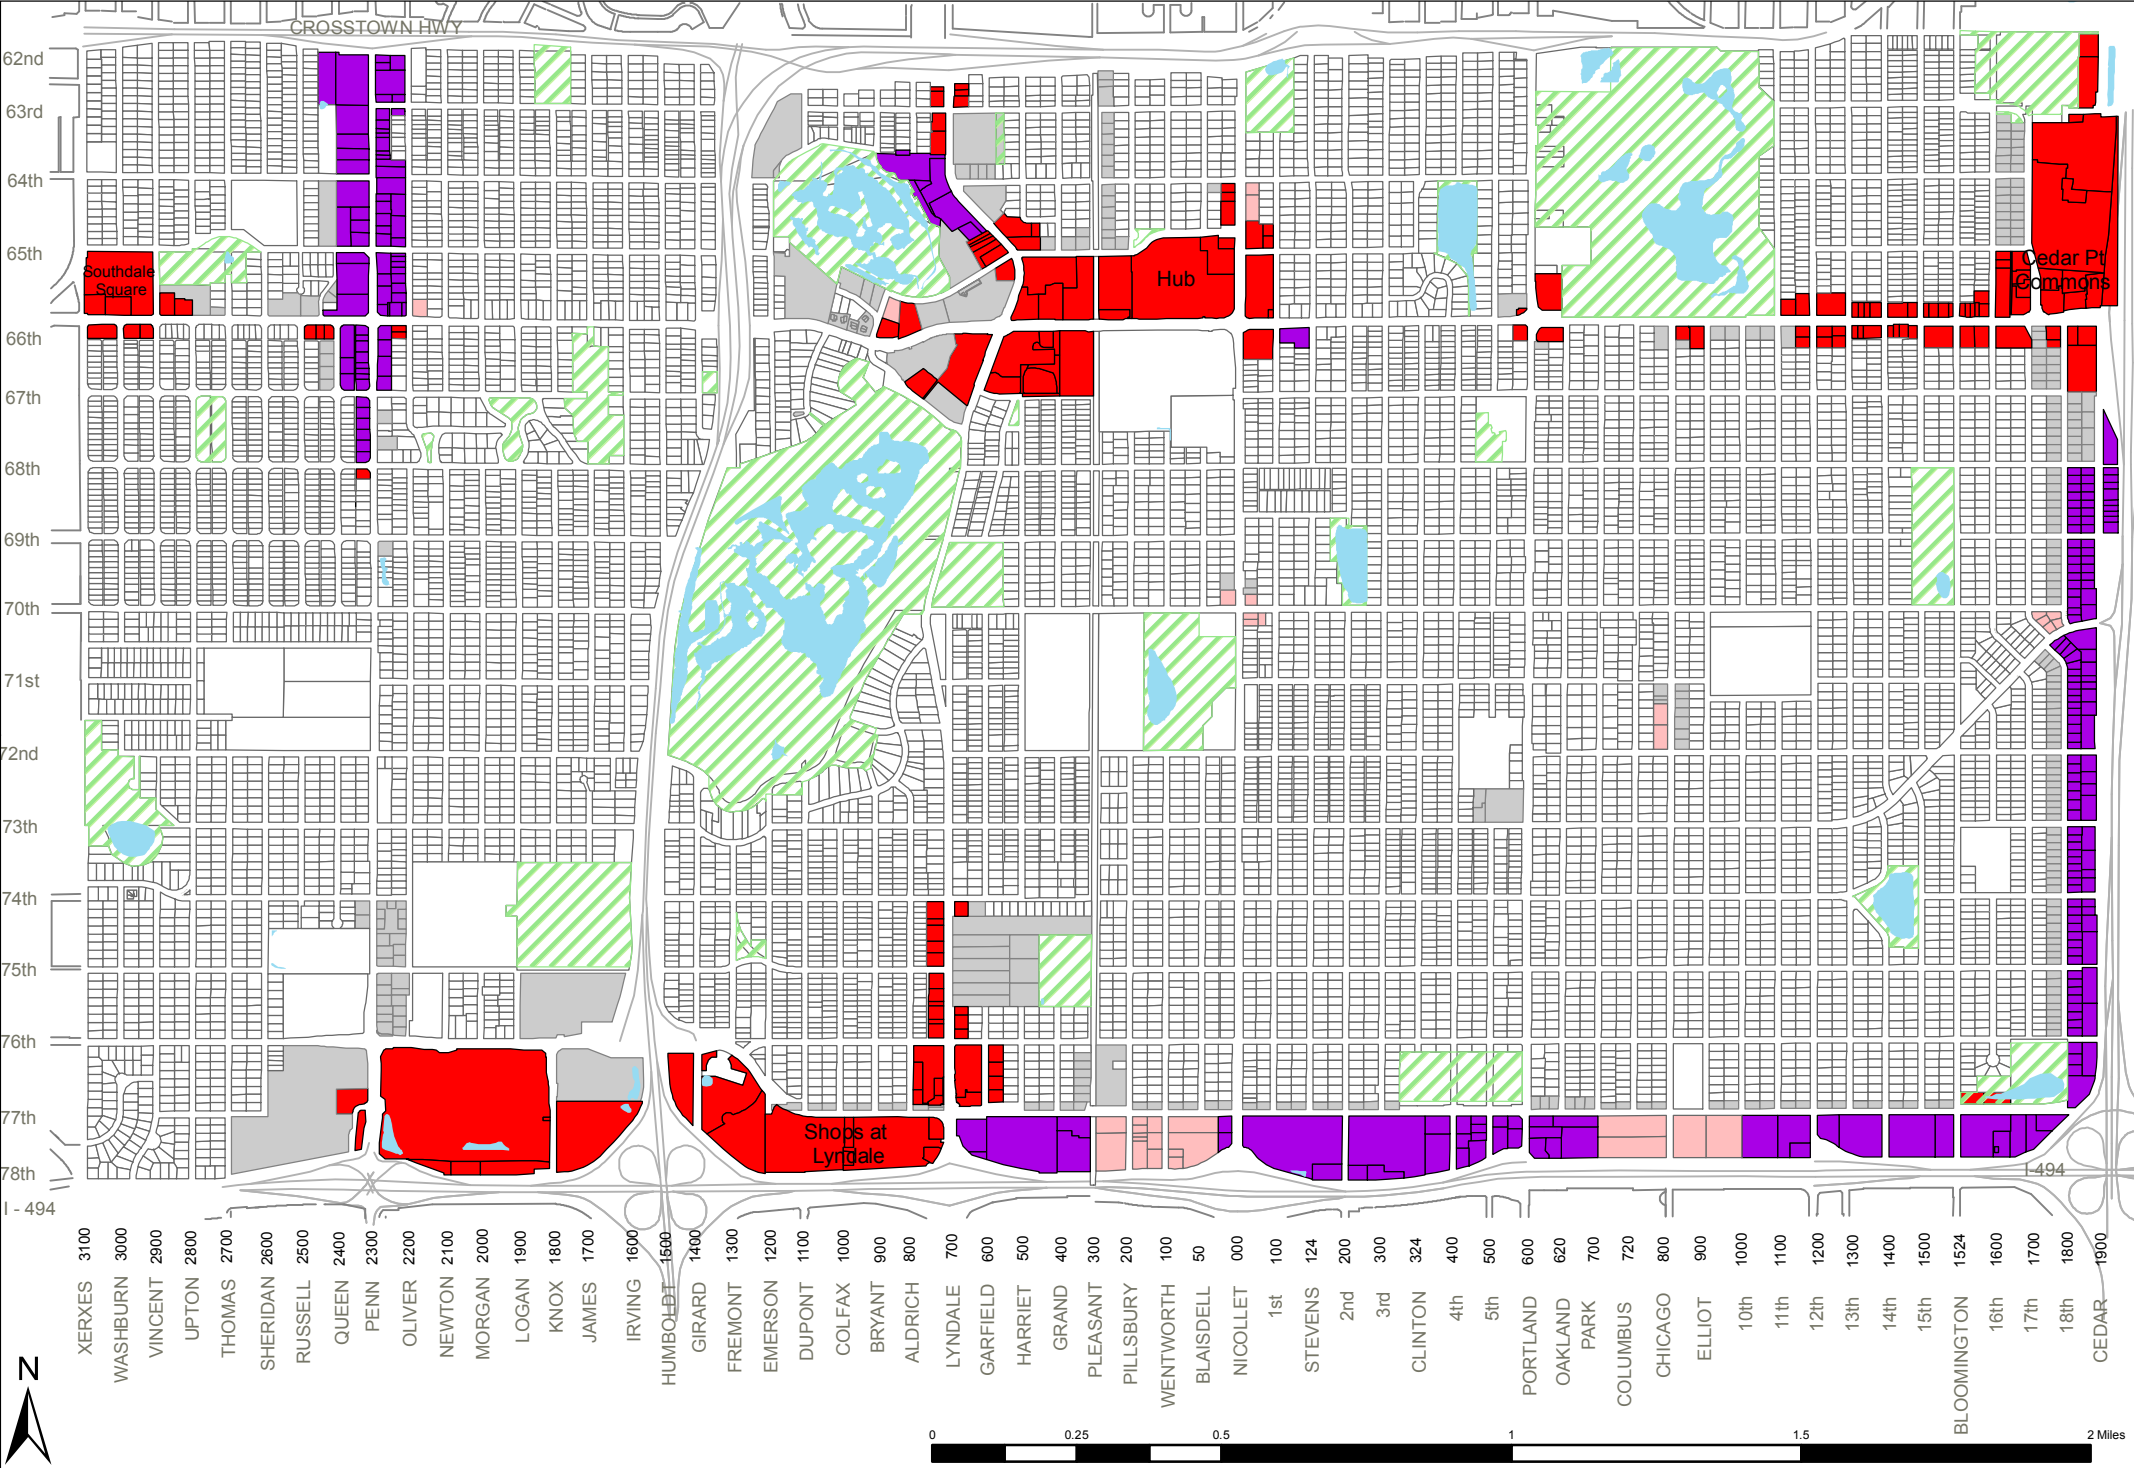 CROSSTOWN HWY
62nd
63rd
64th
65th
Southdale
Square
Hub
Cedar Pt
Commons
66th
67th
68th
69th
70th
71st
72nd
73th
74th
75th
76th
77th
Shops at
Lyndale
78th
I-494
I - 494
3100 3000 2900 2800 2700 2600 2500 2400 2300 2200 2100 2000 1900 1800 1700 1600 1500 1400 1300 1200 1100 1000 900 800 700 600 500 400 300 200 100 50 000 100 124 200 300 324 400 500 600 620 700 720 800 900 1000 1100 1200 1300 1400 1500 1524 1600 1700 1800 1900
XERXES WASHBURN VINCENT UPTON THOMAS SHERIDAN RUSSELL QUEEN PENN OLIVER NEWTON MORGAN LOGAN KNOX JAMES IRVING HUMBOLDT GIRARD FREMONT EMERSON DUPONT COLFAX BRYANT ALDRICH LYNDALE GARFIELD HARRIET GRAND PLEASANT PILLSBURY WENTWORTH BLAISDELL NICOLLET 1st STEVENS 2nd 3rd CLINTON 4th 5th PORTLAND OAKLAND PARK COLUMBUS CHICAGO ELLIOT 10th 11th 12th 13th 14th 15th BLOOMINGTON 16th 17th 18th CEDAR
N
0 0.25 0.5 1 1.5 2 Miles